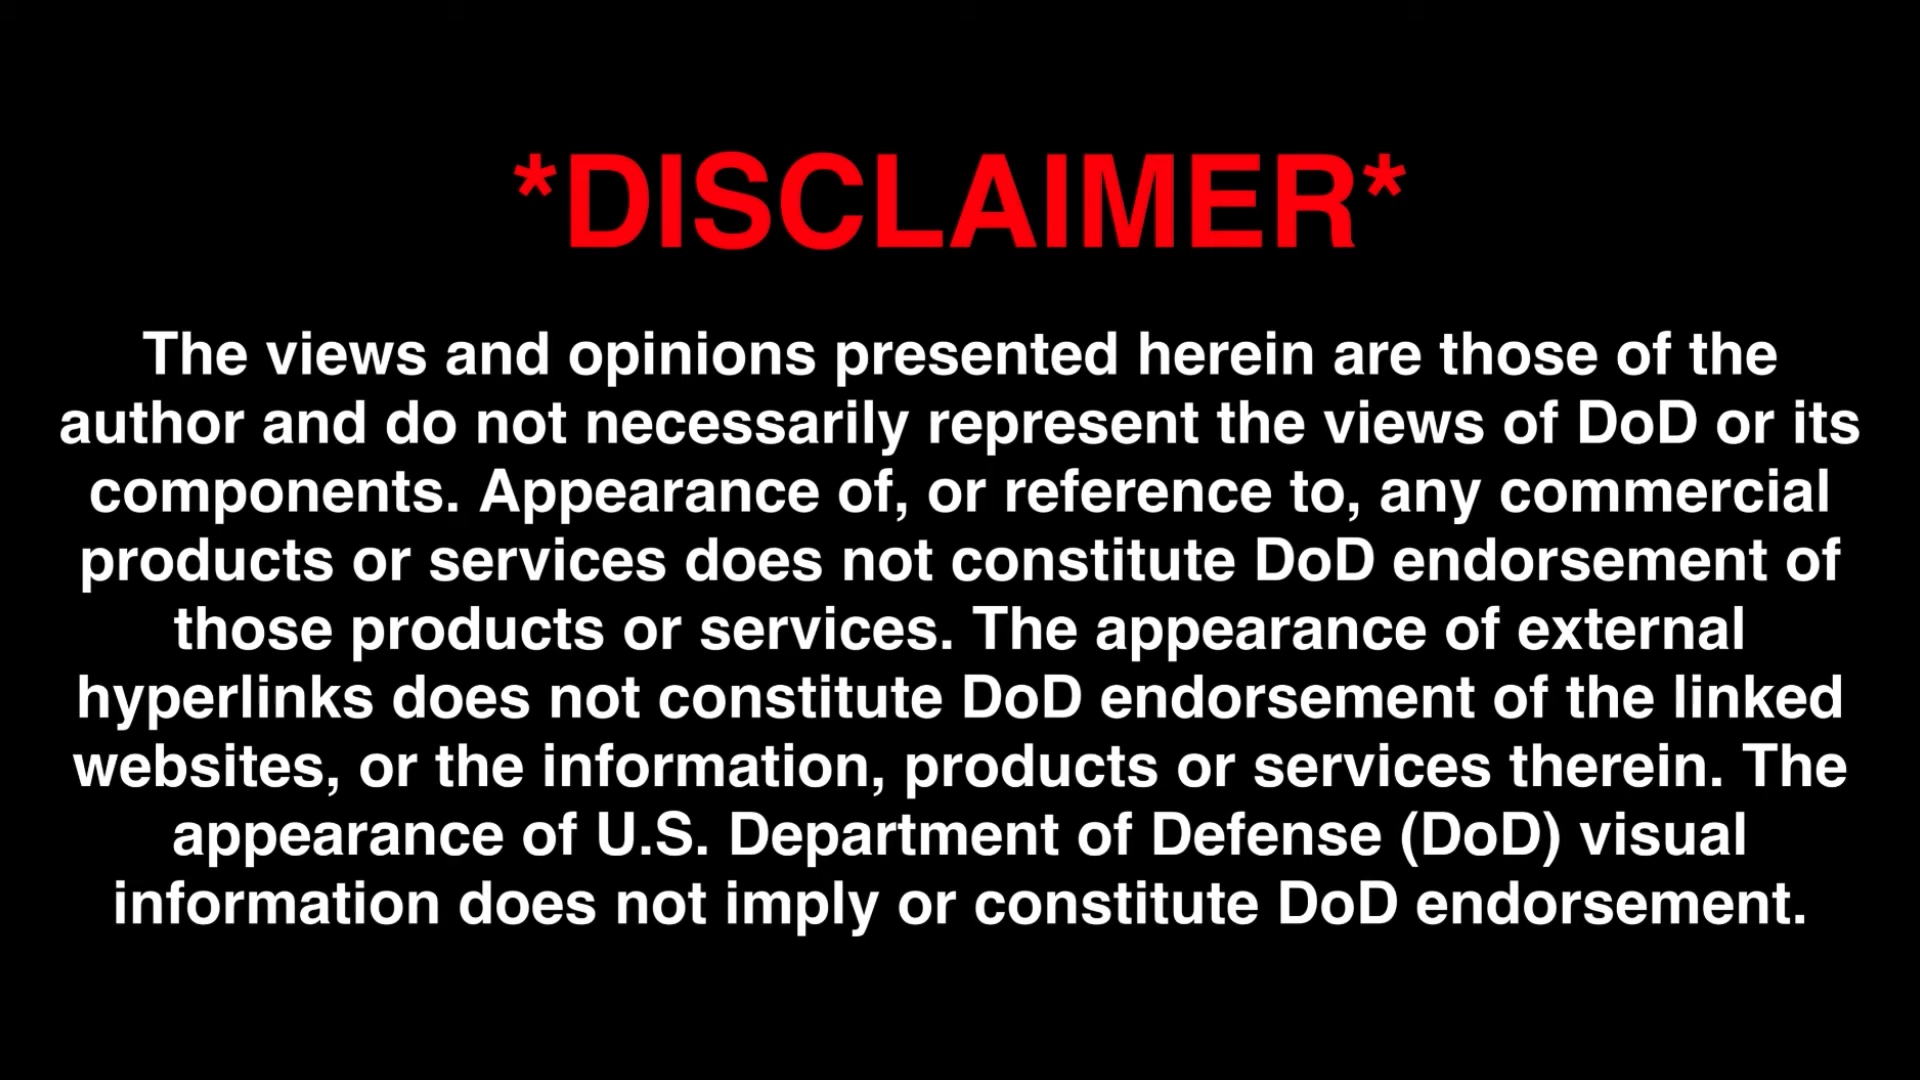 *DISCLAIMER*
The views and opinions presented herein are those of the
author and do not necessarily represent the views of DoD or its
components. Appearance of, or reference to, any commercial
products or services does not constitute DoD endorsement of
those products or services. The appearance of external
hyperlinks does not constitute DoD endorsement of the linked
websites, or the information, products or services therein. The
appearance of U.S. Department of Defense (DoD) visual
information does not imply or constitute DoD endorsement.